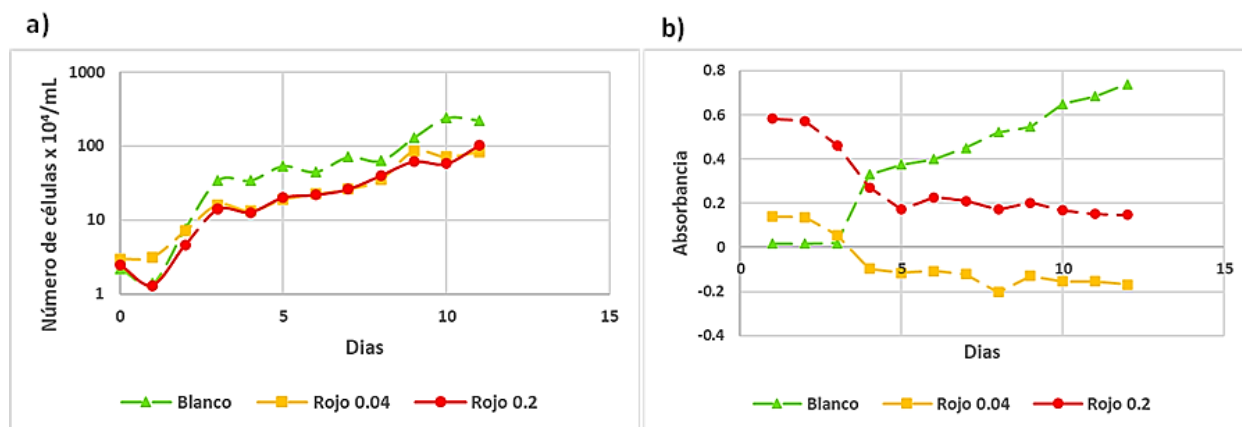 a)
Número de células x 10⁴/mL
1000
100
10
1
0 5 10 15
Dias
Blanco Rojo 0.04 Rojo 0.2
b)
Absorbancia
0.8
0.6
0.4
0.2
0
-0.2
-0.4
0 5 10 15
Dias
Blanco Rojo 0.04 Rojo 0.2